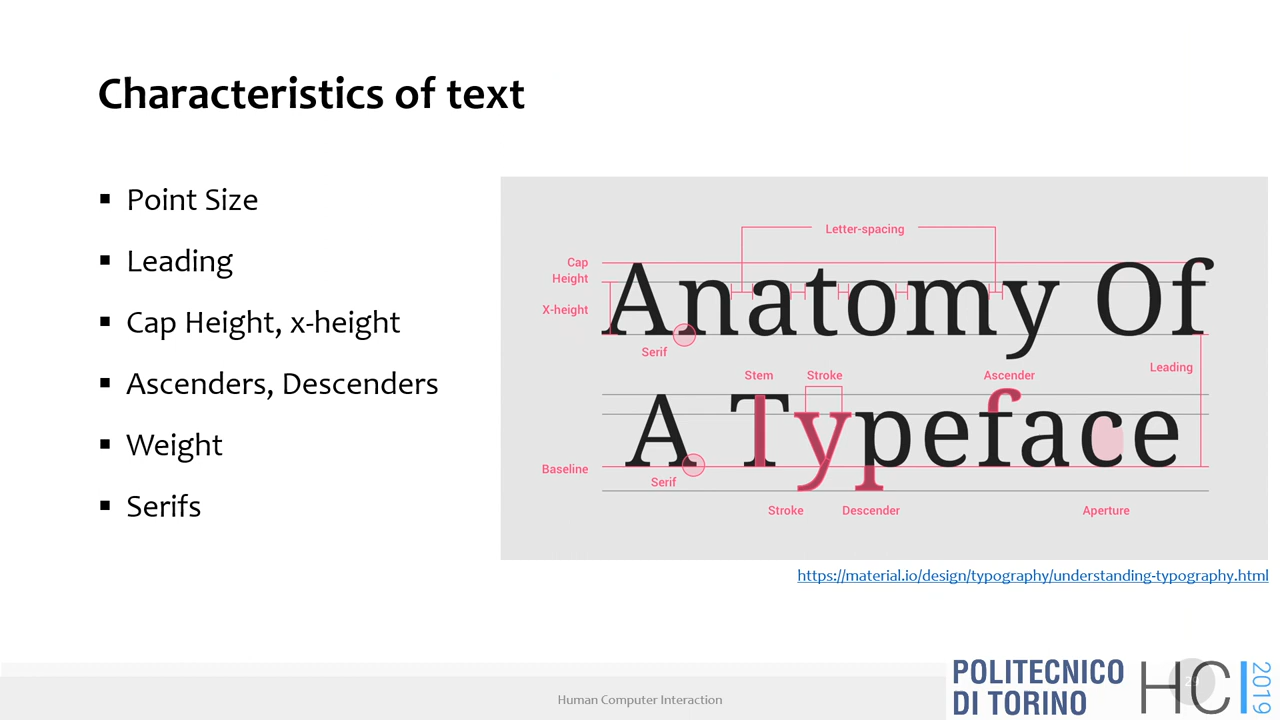 Characteristics of text
▪ Point Size
▪ Leading
▪ Cap Height, x-height
▪ Ascenders, Descenders
▪ Weight
▪ Serifs
Letter-spacing
Cap
Height
X-height
Anatomy Of
Serif
Leading
Stem
Stroke
Ascender
A Typeface
Baseline
Serif
Stroke
Descender
Aperture
https://material.io/design/typography/understanding-typography.html
Human Computer Interaction
POLITECNICO
DI TORINO
HCI
2019